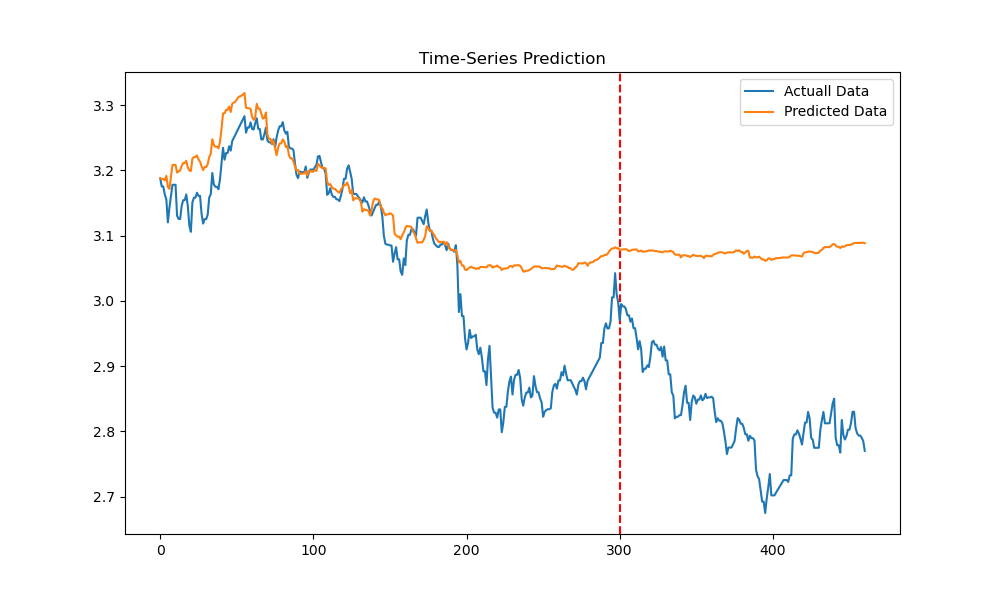 Time-Series Prediction
Actuall Data
Predicted Data
3.3
3.2
3.1
3.0
2.9
2.8
2.7
0 100 200 300 400